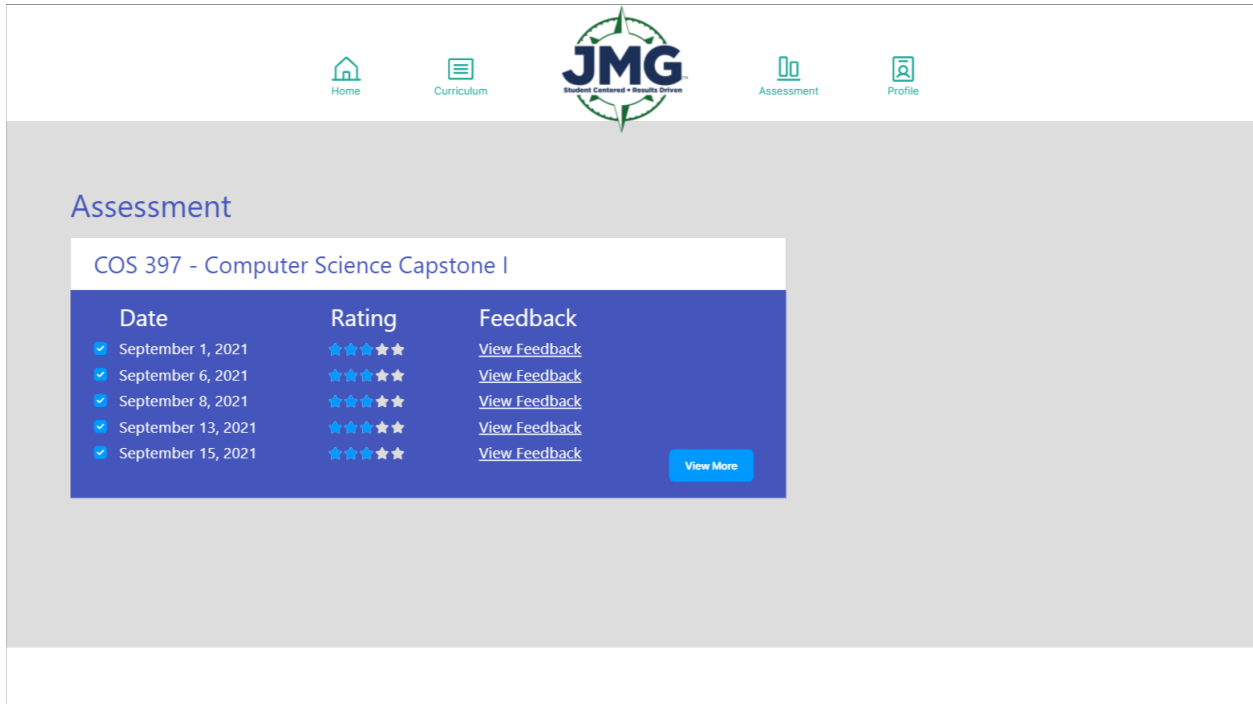 JMG
Student Centered • Results Driven
Home
Curriculum
Assessment
Profile
Assessment
COS 397 - Computer Science Capstone I
Date Rating Feedback
September 1, 2021 View Feedback
September 6, 2021 View Feedback
September 8, 2021 View Feedback
September 13, 2021 View Feedback
September 15, 2021 View Feedback
View More